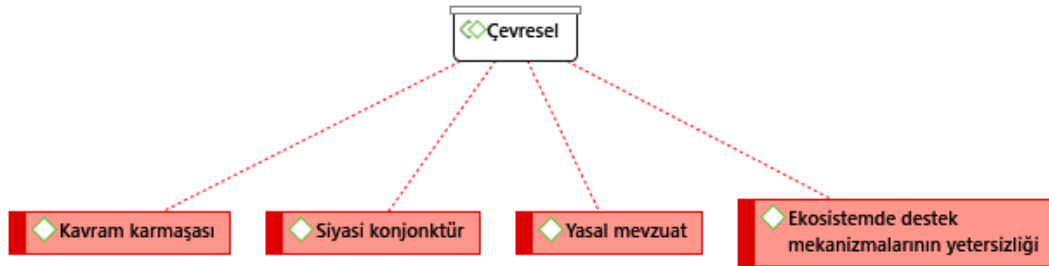 Çevresel
Kavram karmaşası
Siyasi konjonktür
Yasal mevzuat
Ekosistemde destek
mekanizmalarının yetersizliği